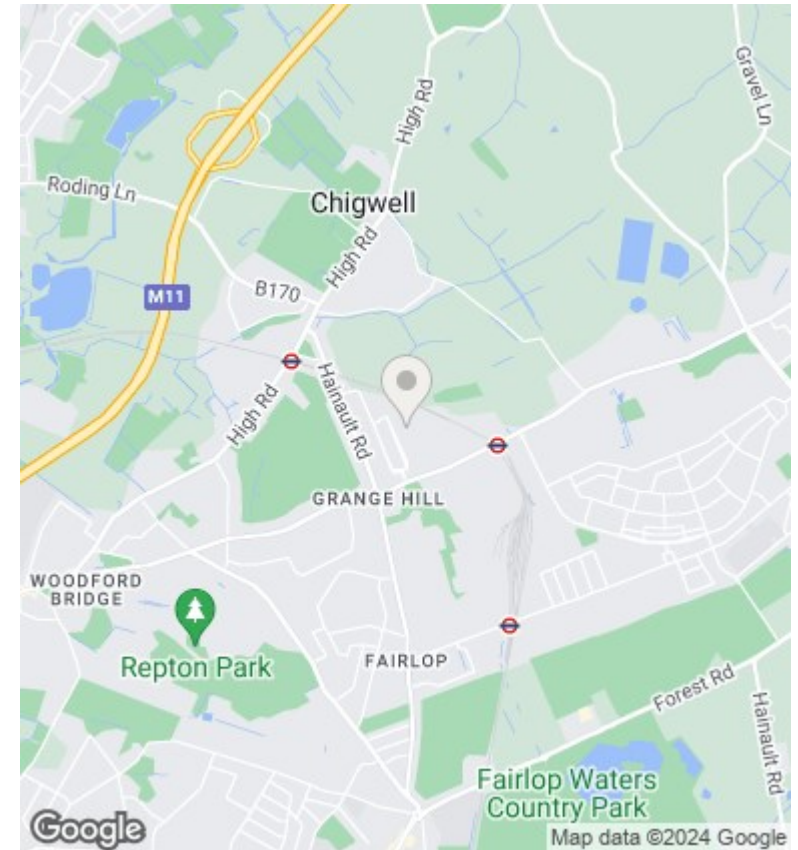 Gravel Ln
High Rd
Roding Ln
Chigwell
High Rd
M11
B170
High Rd
Hainault Rd
GRANGE HILL
WOODFORD
BRIDGE
Repton Park
FAIRLOP
Forest Rd
Hainault Rd
Fairlop Waters
Country Park
Google
Map data ©2024 Google